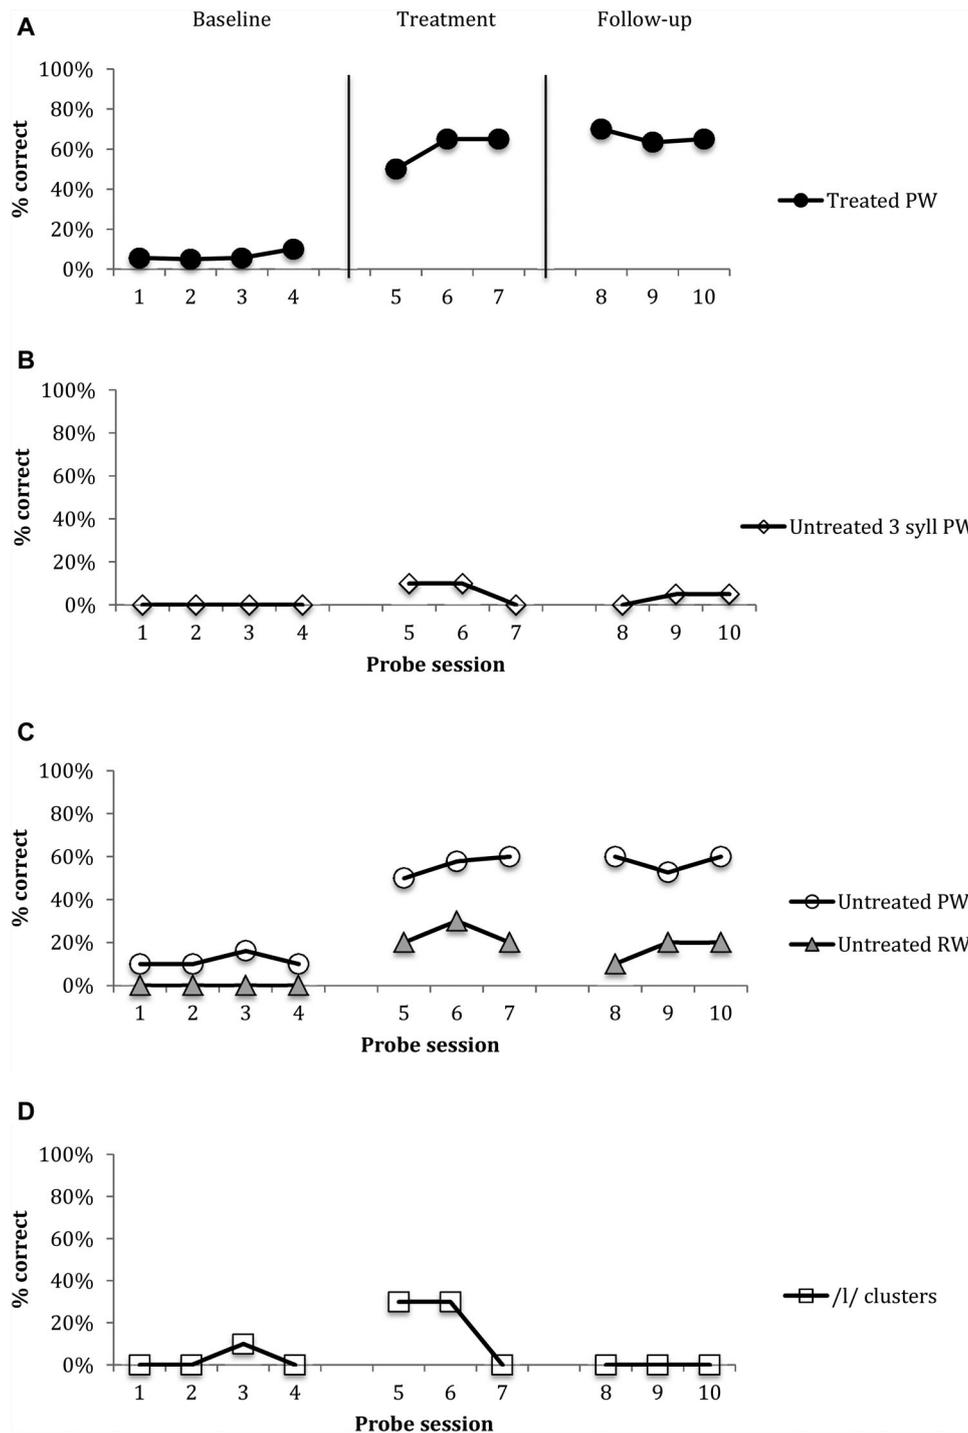 A
Baseline Treatment Follow-up
100%
80%
60%
40%
20%
0%
% correct
1 2 3 4 5 6 7 8 9 10
Treated PW
B
100%
80%
60%
40%
20%
0%
% correct
1 2 3 4 5 6 7 8 9 10
Probe session
Untreated 3 syll PW
C
100%
80%
60%
40%
20%
0%
% correct
1 2 3 4 5 6 7 8 9 10
Probe session
Untreated PW
Untreated RW
D
100%
80%
60%
40%
20%
0%
% correct
1 2 3 4 5 6 7 8 9 10
Probe session
/l/ clusters